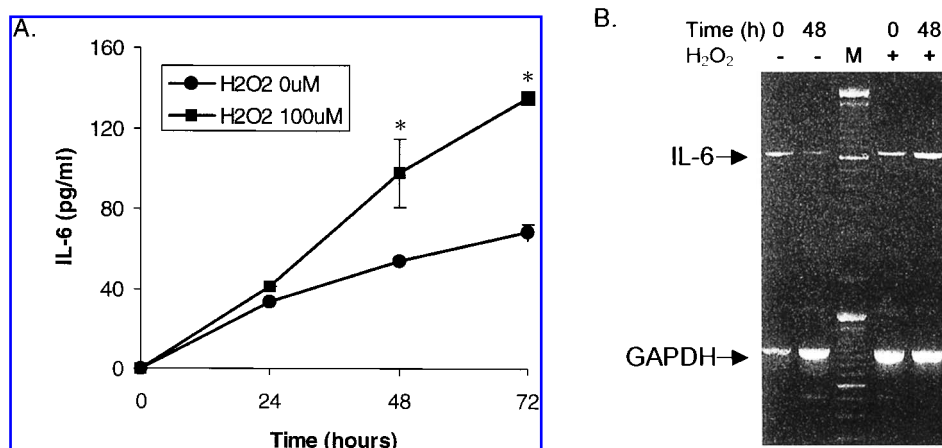 A.
160
120
80
40
0
IL-6 (pg/ml)
H2O2 0uM
H2O2 100uM
*
*
0 24 48 72
Time (hours)
B.
Time (h) 0 48 0 48
H₂O₂ - - M + +
IL-6
GAPDH